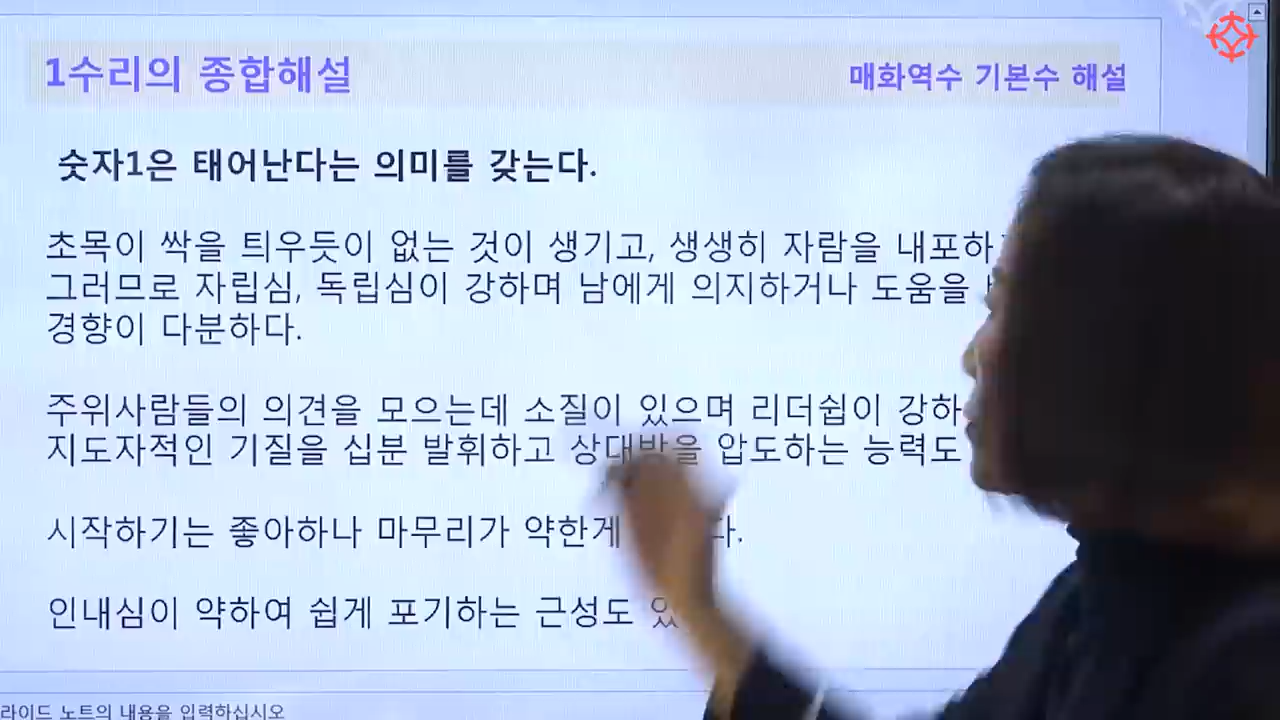 1수리의 종합해설
매화역수 기본수 해설
숫자1은 태어난다는 의미를 갖는다.
초목이 싹을 틔우듯이 없는 것이 생기고, 생생히 자람을
그러므로 자립심, 독립심이 강하며 남에게 의지하거나 도움을
경향이 다분하다.
주위사람들의 의견을 모으는데 소질이 있으며 리더쉽이
지도자적인 기질을 십분 발휘하고 상대방을 압도하는 능력도
시작하기는 좋아하나 마무리가 약한게
인내심이 약하여 쉽게 포기하는 근성도
라이드 노트의 내용을 입력하십시오